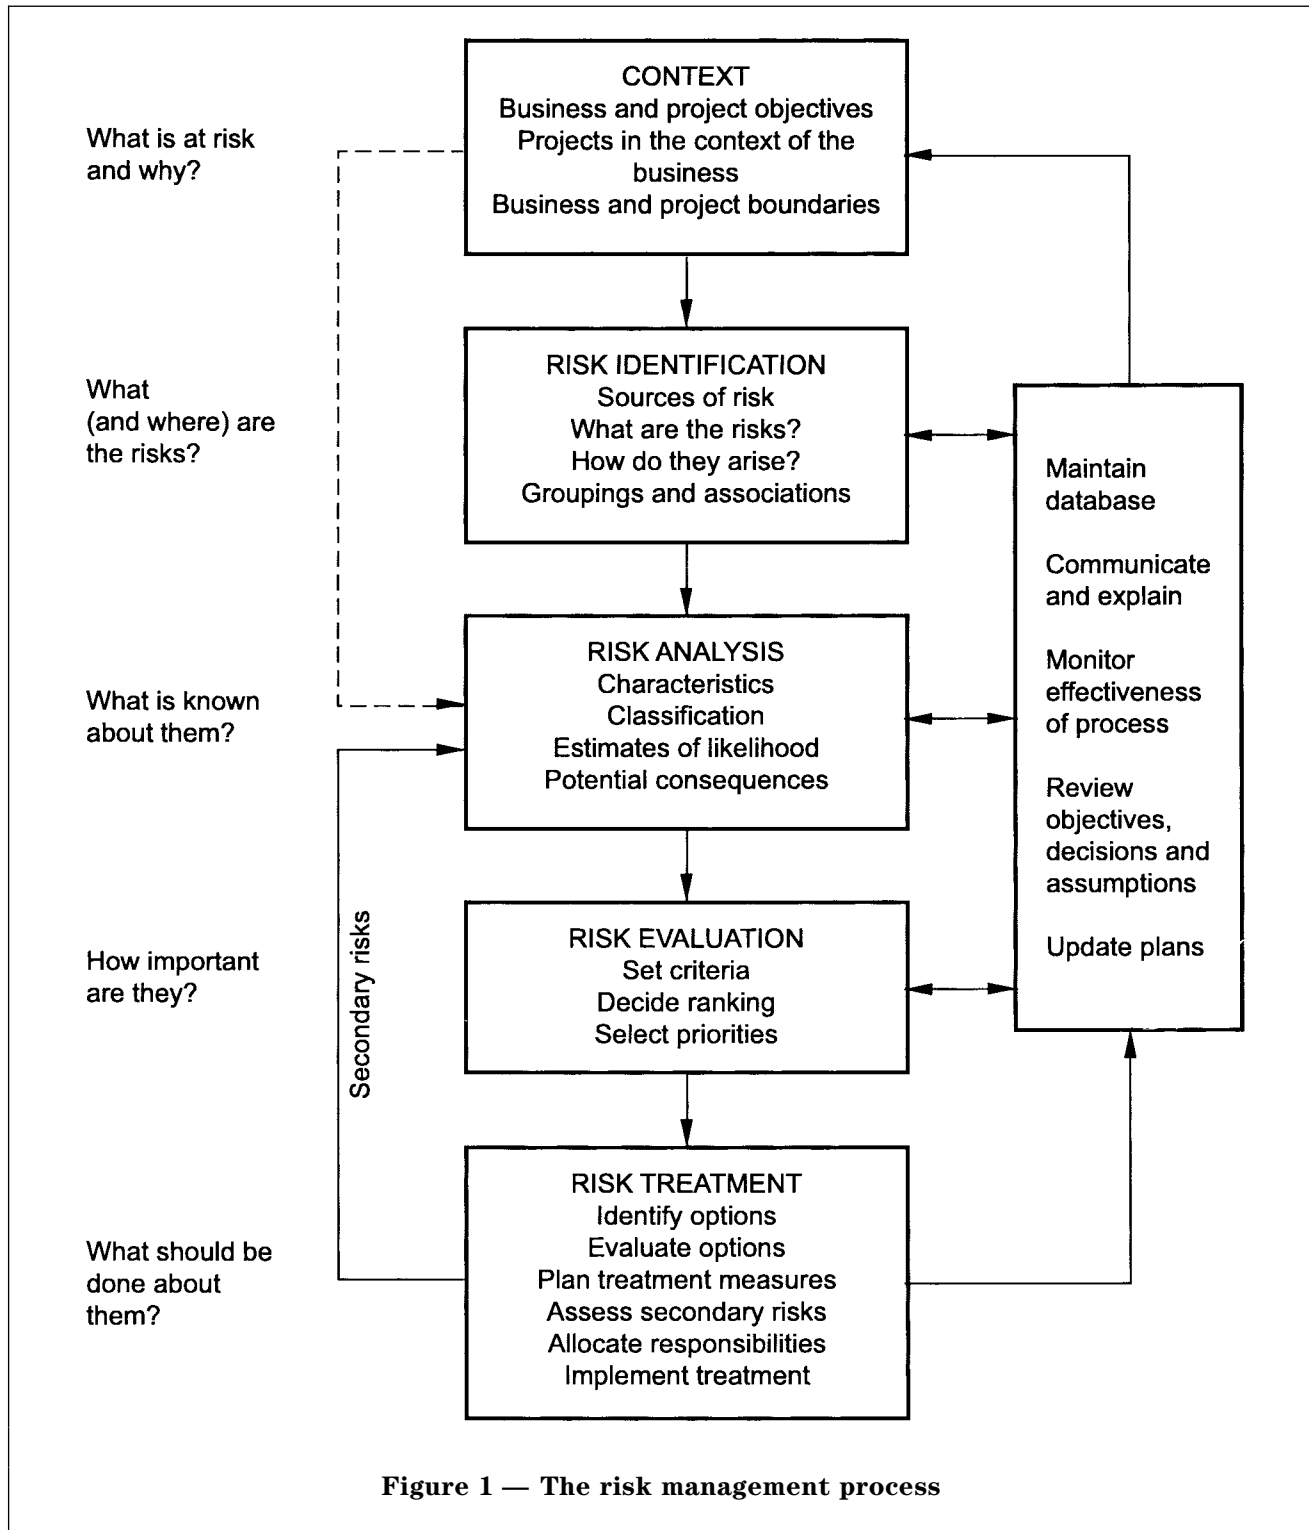 What is at risk
and why?
CONTEXT
Business and project objectives
Projects in the context of the
business
Business and project boundaries
What
(and where) are
the risks?
RISK IDENTIFICATION
Sources of risk
What are the risks?
How do they arise?
Groupings and associations
What is known
about them?
RISK ANALYSIS
Characteristics
Classification
Estimates of likelihood
Potential consequences
How important
are they?
Secondary risks
RISK EVALUATION
Set criteria
Decide ranking
Select priorities
What should be
done about
them?
RISK TREATMENT
Identify options
Evaluate options
Plan treatment measures
Assess secondary risks
Allocate responsibilities
Implement treatment
Maintain
database
Communicate
and explain
Monitor
effectiveness
of process
Review
objectives,
decisions and
assumptions
Update plans
Figure 1 — The risk management process